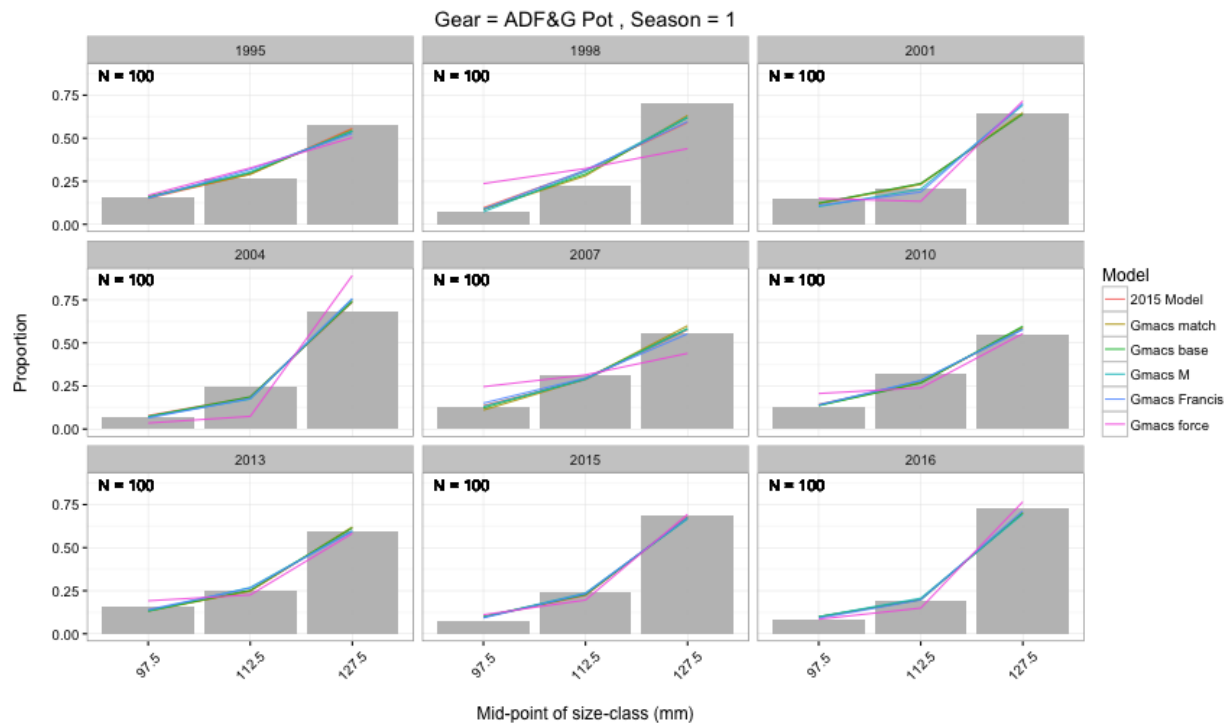 Gear = ADF&G Pot , Season = 1
1995
1998
2001
N = 100
N = 100
N = 100
0.75
0.50
0.25
0.00
2004
2007
2010
N = 100
N = 100
N = 100
0.75
0.50
0.25
0.00
2013
2015
2016
N = 100
N = 100
N = 100
0.75
0.50
0.25
0.00
97.5
112.5
127.5
97.5
112.5
127.5
97.5
112.5
127.5
Proportion
Mid-point of size-class (mm)
Model
2015 Model
Gmacs match
Gmacs base
Gmacs M
Gmacs Francis
Gmacs force